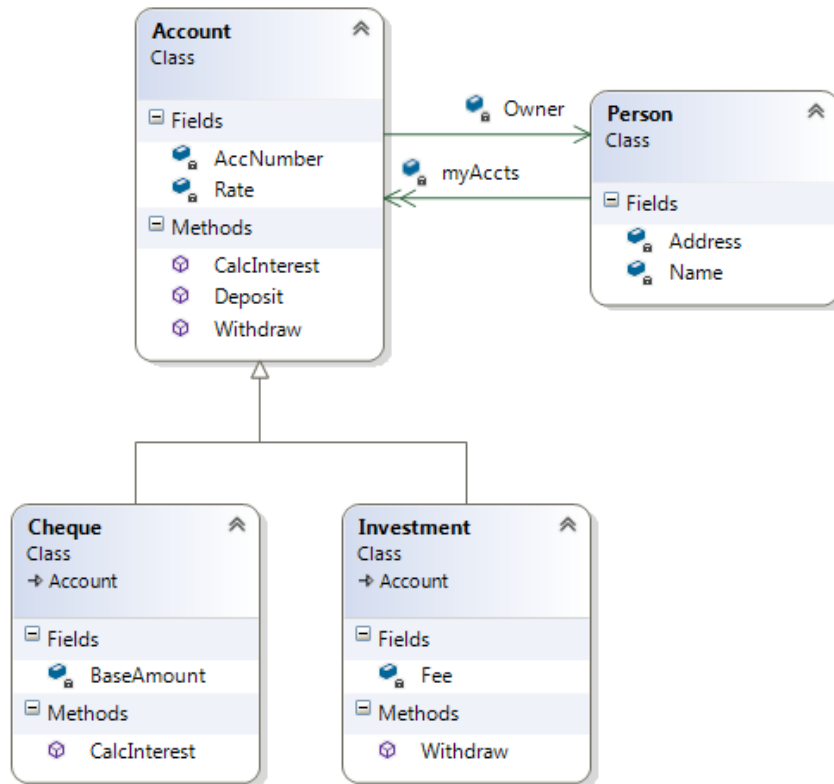 Account
Class
Fields
AccNumber
Rate
Methods
CalcInterest
Deposit
Withdraw
Owner
myAccts
Person
Class
Fields
Address
Name
Cheque
Class
Account
Fields
BaseAmount
Methods
CalcInterest
Investment
Class
Account
Fields
Fee
Methods
Withdraw